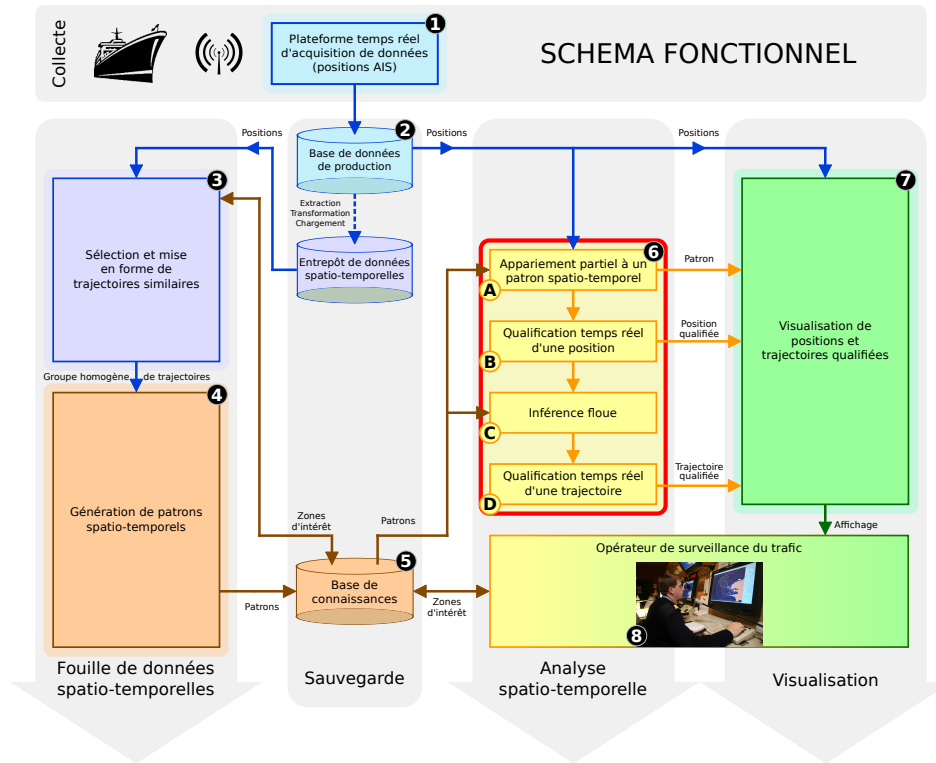 Collecte
1
Plateforme temps réel
d'acquisition de données
(positions AIS)
SCHEMA FONCTIONNEL
2
Base de données
de production
Positions
Positions
Positions
Extraction
Transformation
Chargement
Entrepôt de données
spatio-temporelles
3
Sélection et mise
en forme de
trajectoires similaires
Groupe homogène de trajectoires
4
Génération de patrons
spatio-temporels
Patrons
5
Base de
connaissances
Zones
d'intérêt
Patrons
Zones
d'intérêt
6
Appariement partiel à un
patron spatio-temporel
A
Qualification temps réel
d'une position
B
Inférence floue
C
Qualification temps réel
d'une trajectoire
D
Patron
Position
qualifiée
Trajectoire
qualifiée
7
Visualisation de
positions et
trajectoires qualifiées
Affichage
Opérateur de surveillance du trafic
8
Fouille de données
spatio-temporelles
Sauvegarde
Analyse
spatio-temporelle
Visualisation